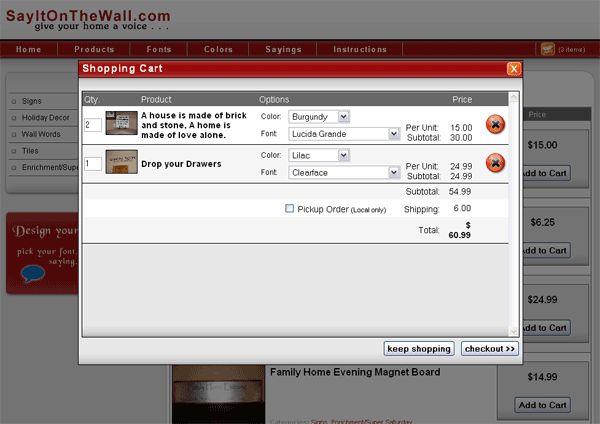 SayItOnTheWall.com
give your home a voice . . .
Home Products Fonts Colors Sayings Instructions (3 items)
Shopping Cart X
Qty. Product Options Price
2 A house is made of brick and stone, A home is made of love alone. Color: Burgundy Font: Lucida Grande Per Unit: 15.00 Subtotal: 30.00
1 Drop your Drawers Color: Lilac Font: Clearface Per Unit: 24.99 Subtotal: 24.99
Subtotal: 54.99
Pickup Order (Local only) Shipping: 6.00
Total: $ 60.99
keep shopping checkout >>
Signs
Holiday Decor
Wall Words
Tiles
Enrichment/Supe
Design your
pick your font,
saying,
Price
$15.00
Add to Cart
$6.25
Add to Cart
$24.99
Add to Cart
Family Home Evening Magnet Board
$14.99
Add to Cart
Categories: Signs, Enrichment/Super Saturday